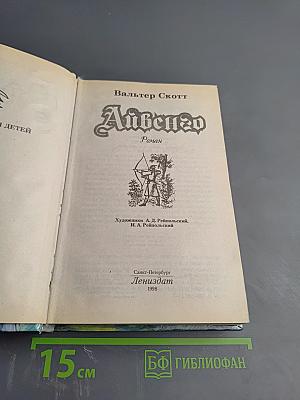 Я ДЕТЕЙ
Вальтер Скотт
Айвенго
Роман
Художники А. Д. Рейпольский,
И. А. Рейпольский
Санкт-Петербург
Лениздат
15 см
БФ БИБЛИОФАН